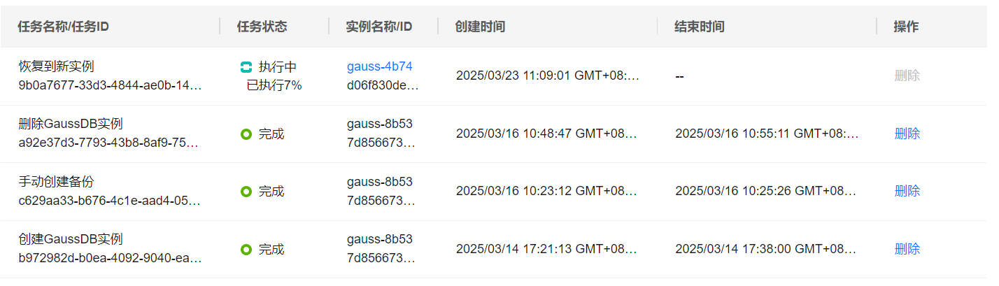 任务名称/任务ID 任务状态 实例名称/ID 创建时间 结束时间 操作
恢复到新实例 执行中 gauss-4b74
2025/03/23 11:09:01 GMT+08:… -- 删除
9b0a7677-33d3-4844-ae0b-14… 已执行7% d06f830de…
删除GaussDB实例 gauss-8b53
完成 2025/03/16 10:48:47 GMT+08… 2025/03/16 10:55:11 GMT+08:… 删除
a92e37d3-7793-43b8-8af9-75… 7d856673…
手动创建备份 gauss-8b53
完成 2025/03/16 10:23:12 GMT+08… 2025/03/16 10:25:26 GMT+08… 删除
c629aa33-b676-4c1e-aad4-05… 7d856673…
创建GaussDB实例 gauss-8b53
完成 2025/03/14 17:21:13 GMT+08… 2025/03/14 17:38:00 GMT+08… 删除
b972982d-b0ea-4092-9040-ea… 7d856673…